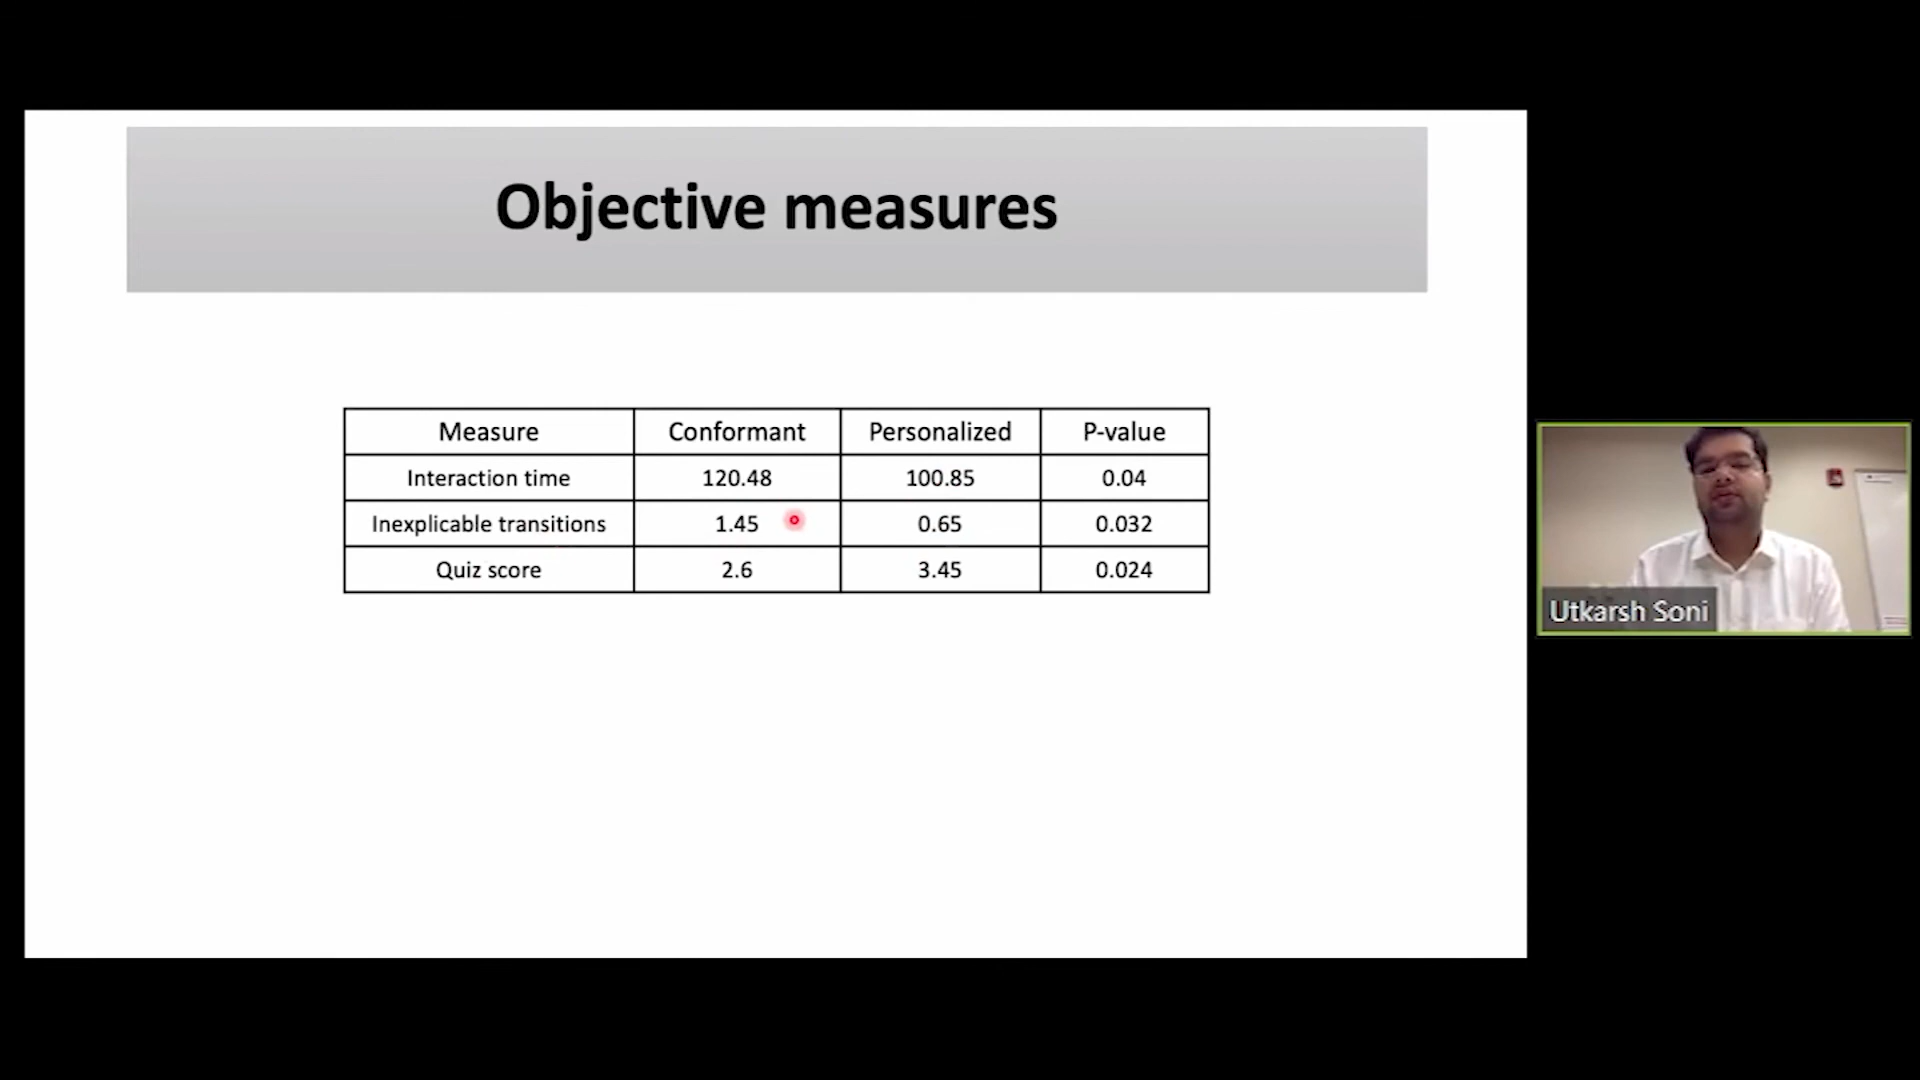 Objective measures
Measure Conformant Personalized P-value
Interaction time 120.48 100.85 0.04
Inexplicable transitions 1.45 0.65 0.032
Quiz score 2.6 3.45 0.024
Utkarsh Soni